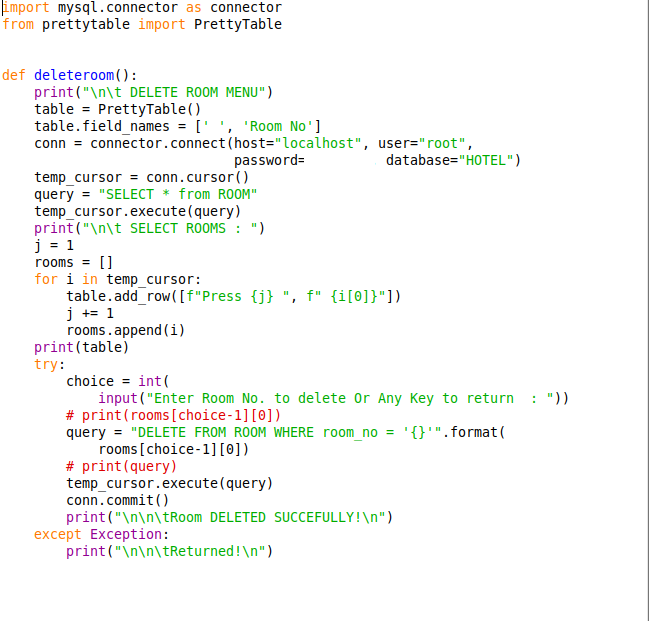 import mysql.connector as connector
from prettytable import PrettyTable
def deleteroom():
    print("\n\t DELETE ROOM MENU")
    table = PrettyTable()
    table.field_names = [' ', 'Room No']
    conn = connector.connect(host="localhost", user="root",
                             password=          database="HOTEL")
    temp_cursor = conn.cursor()
    query = "SELECT * from ROOM"
    temp_cursor.execute(query)
    print("\n\t SELECT ROOMS : ")
    j = 1
    rooms = []
    for i in temp_cursor:
        table.add_row([f"Press {j} ", f" {i[0]}"])
        j += 1
        rooms.append(i)
    print(table)
    try:
        choice = int(
            input("Enter Room No. to delete Or Any Key to return  : "))
        # print(rooms[choice-1][0])
        query = "DELETE FROM ROOM WHERE room_no = '{}'".format(
            rooms[choice-1][0])
        # print(query)
        temp_cursor.execute(query)
        conn.commit()
        print("\n\n\tRoom DELETED SUCCEFULLY!\n")
    except Exception:
        print("\n\n\tReturned!\n")